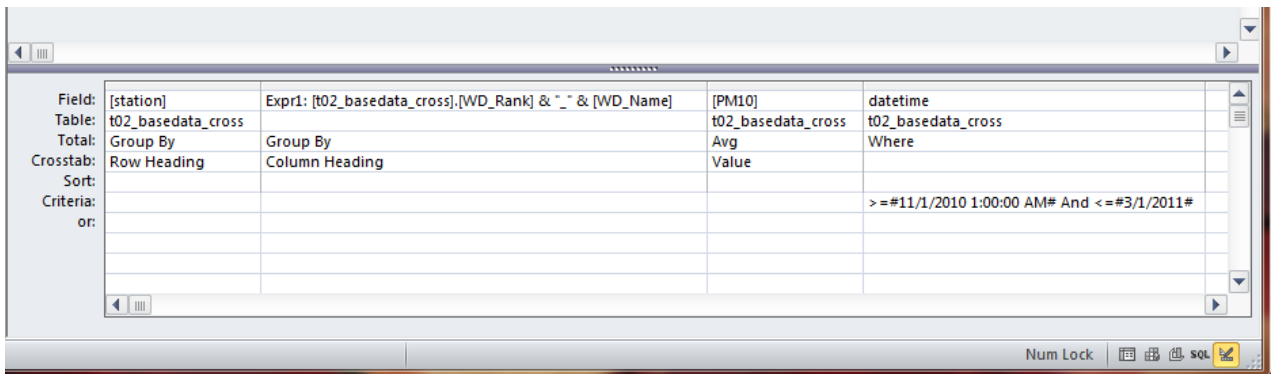 Field: [station] Expr1: [t02_basedata_cross].[WD_Rank] & "_" & [WD_Name] [PM10] datetime
Table: t02_basedata_cross t02_basedata_cross t02_basedata_cross
Total: Group By Group By Avg Where
Crosstab: Row Heading Column Heading Value
Sort:
Criteria: >=#11/1/2010 1:00:00 AM# And <=#3/1/2011#
or:
Num Lock SQL